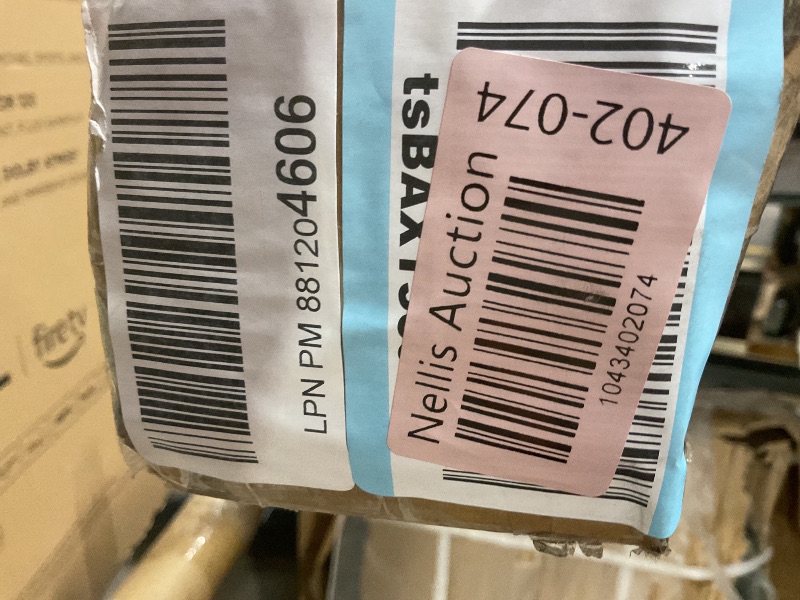 LPN PM 881204606
tsBAX
402-074
Nellis Auction
1043402074
fire tv